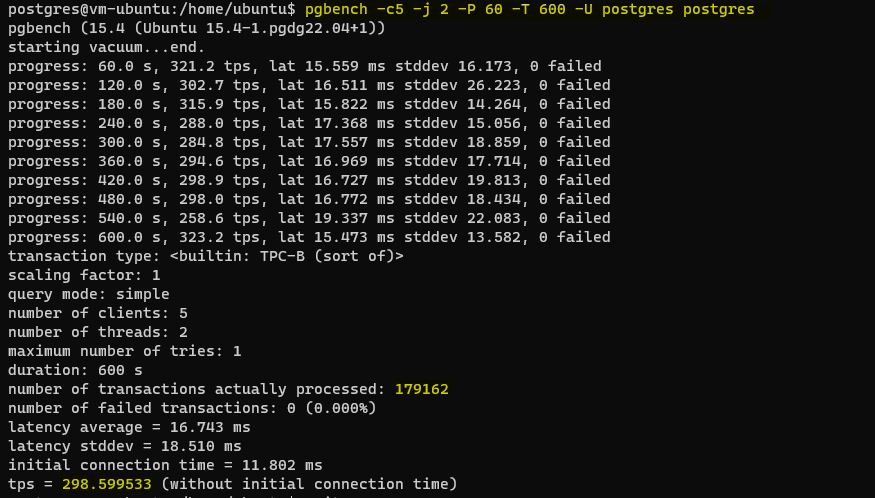 postgres@vm-ubuntu:/home/ubuntu$ pgbench -c5 -j 2 -P 60 -T 600 -U postgres postgres
pgbench (15.4 (Ubuntu 15.4-1.pgdg22.04+1))
starting vacuum...end.
progress: 60.0 s, 321.2 tps, lat 15.559 ms stddev 16.173, 0 failed
progress: 120.0 s, 302.7 tps, lat 16.511 ms stddev 26.223, 0 failed
progress: 180.0 s, 315.9 tps, lat 15.822 ms stddev 14.264, 0 failed
progress: 240.0 s, 288.0 tps, lat 17.368 ms stddev 15.056, 0 failed
progress: 300.0 s, 284.8 tps, lat 17.557 ms stddev 18.859, 0 failed
progress: 360.0 s, 294.6 tps, lat 16.969 ms stddev 17.714, 0 failed
progress: 420.0 s, 298.9 tps, lat 16.727 ms stddev 19.813, 0 failed
progress: 480.0 s, 298.0 tps, lat 16.772 ms stddev 18.434, 0 failed
progress: 540.0 s, 258.6 tps, lat 19.337 ms stddev 22.083, 0 failed
progress: 600.0 s, 323.2 tps, lat 15.473 ms stddev 13.582, 0 failed
transaction type: <builtin: TPC-B (sort of)>
scaling factor: 1
query mode: simple
number of clients: 5
number of threads: 2
maximum number of tries: 1
duration: 600 s
number of transactions actually processed: 179162
number of failed transactions: 0 (0.000%)
latency average = 16.743 ms
latency stddev = 18.510 ms
initial connection time = 11.802 ms
tps = 298.599533 (without initial connection time)